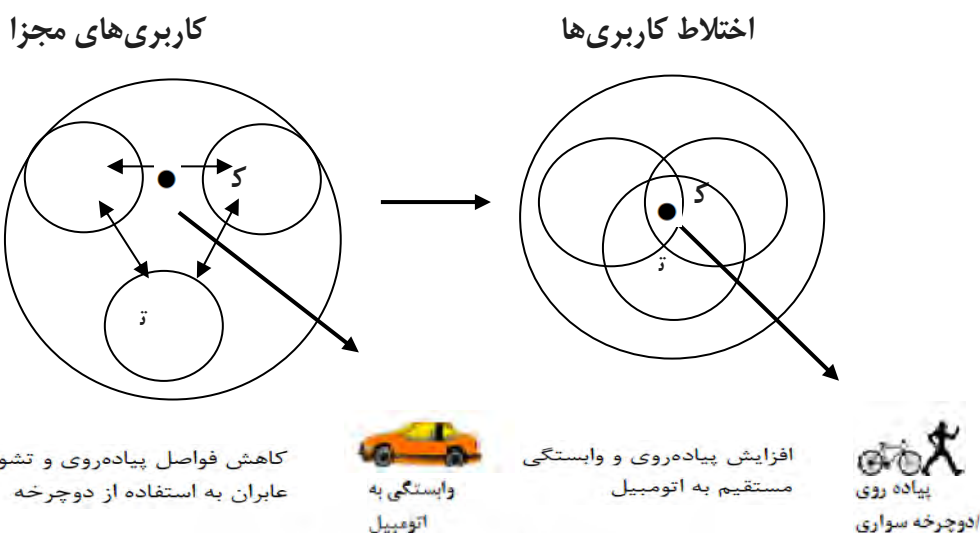 اختلاط کاربری‌ها
کاربری‌های مجزا
ک
ت
ک
ت
پیاده روی
/دوچرخه سواری
افزایش پیاده‌روی و وابستگی
مستقیم به اتومبیل
وابستگی به
اتومبیل
کاهش فواصل پیاده‌روی و
عابران به استفاده از دوچرخه